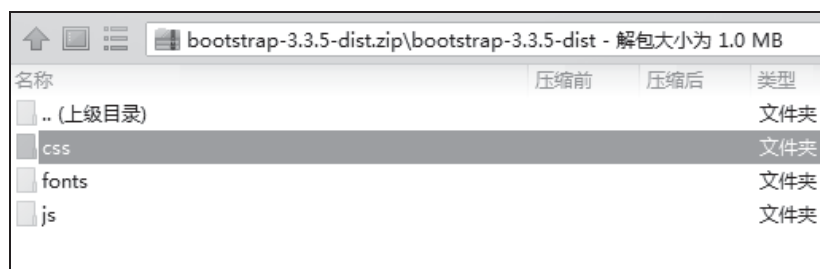 bootstrap-3.3.5-dist.zip\bootstrap-3.3.5-dist - 解包大小为 1.0 MB
名称 压缩前 压缩后 类型
.. (上级目录) 文件夹
css 文件夹
fonts 文件夹
js 文件夹